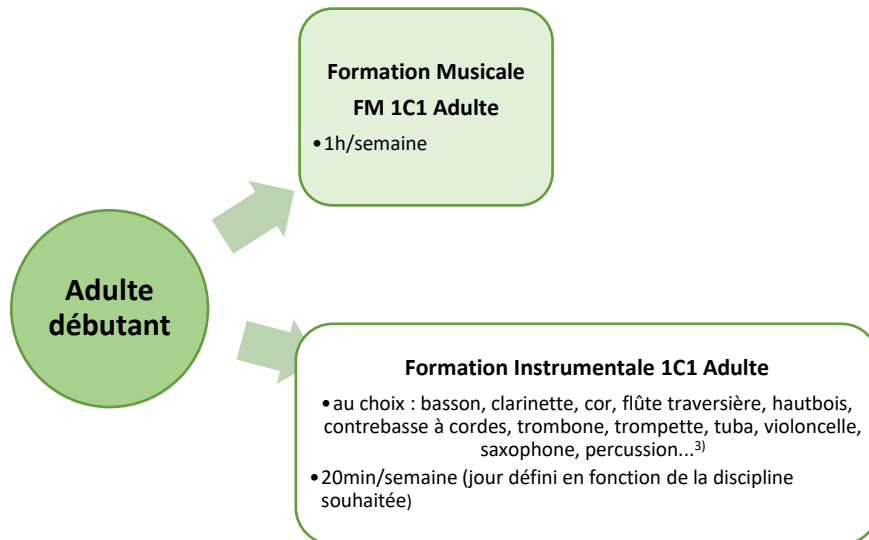 Formation Musicale
FM 1C1 Adulte
•1h/semaine
Adulte
débutant
Formation Instrumentale 1C1 Adulte
•au choix : basson, clarinette, cor, flûte traversière, hautbois,
contrebasse à cordes, trombone, trompette, tuba, violoncelle,
saxophone, percussion...³⁾
•20min/semaine (jour défini en fonction de la discipline
souhaitée)